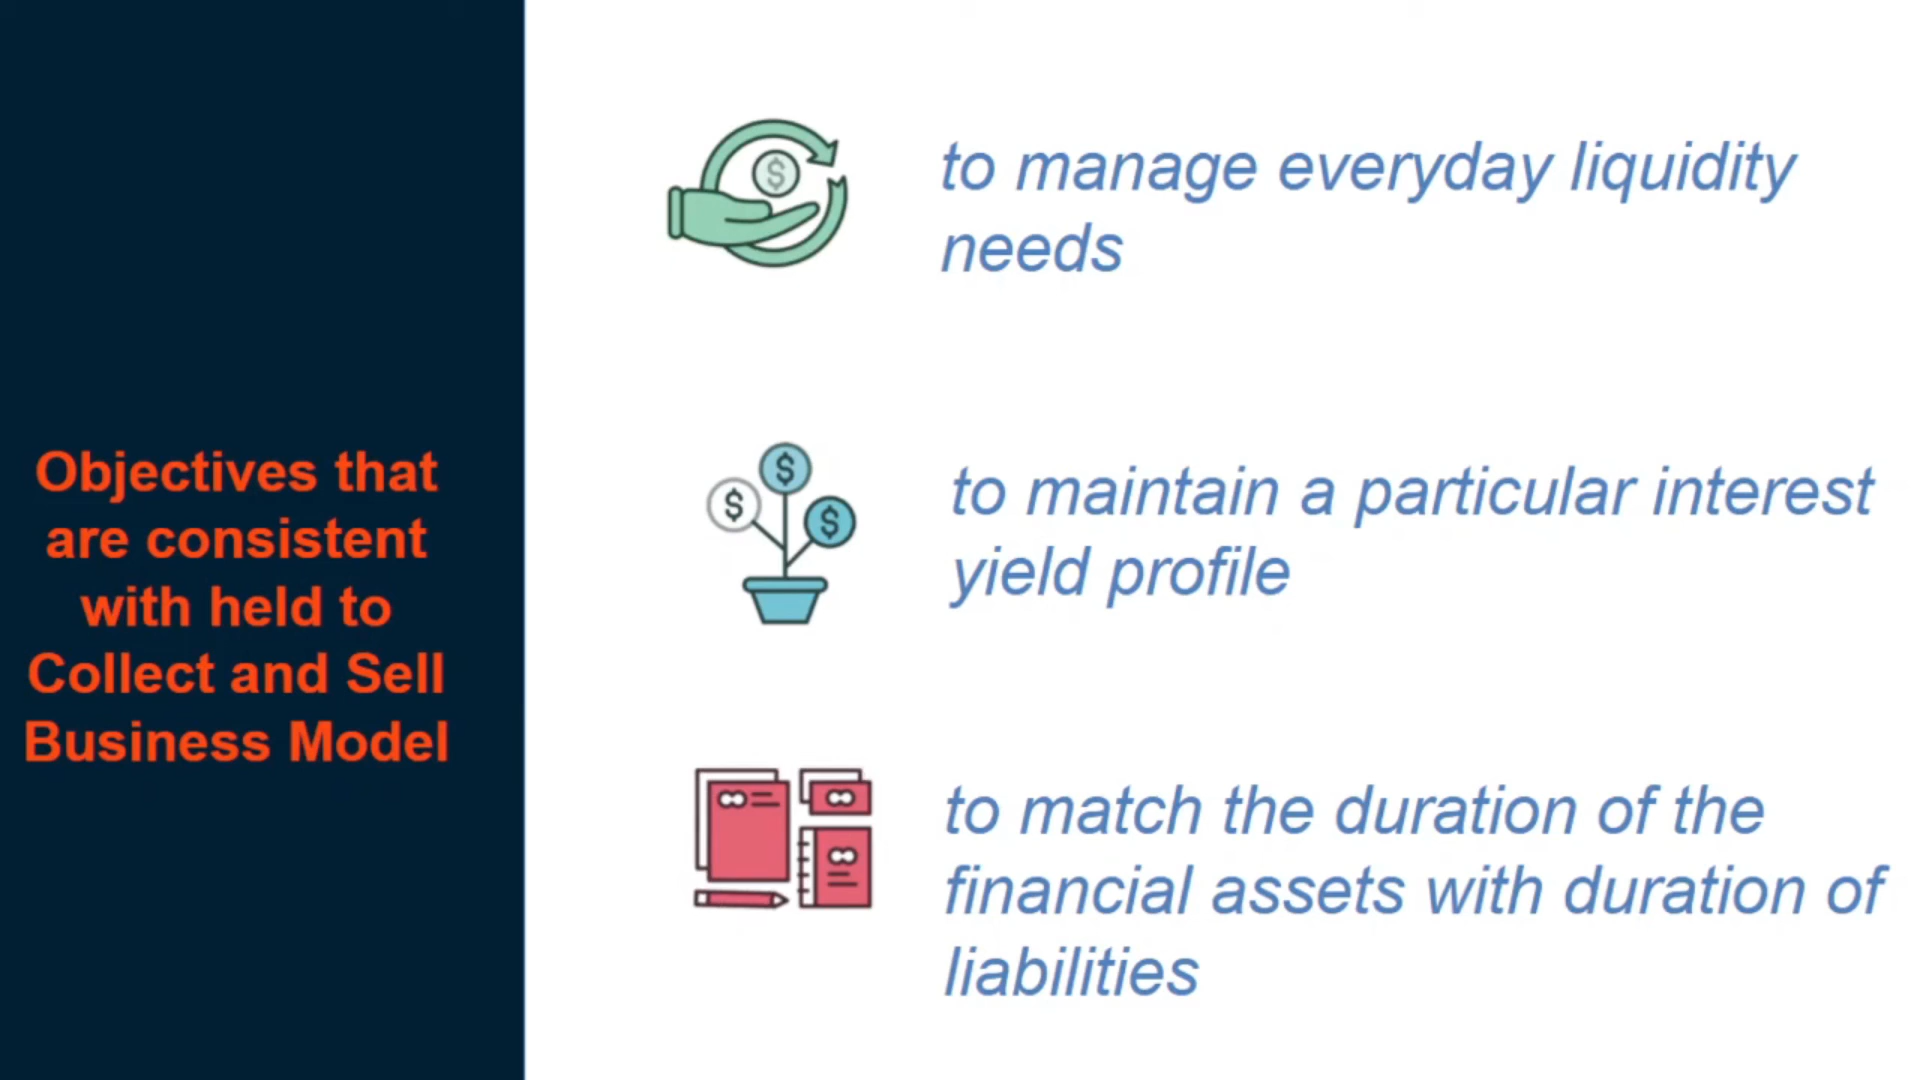 Objectives that
are consistent
with held to
Collect and Sell
Business Model
to manage everyday liquidity
needs
to maintain a particular interest
yield profile
to match the duration of the
financial assets with duration of
liabilities